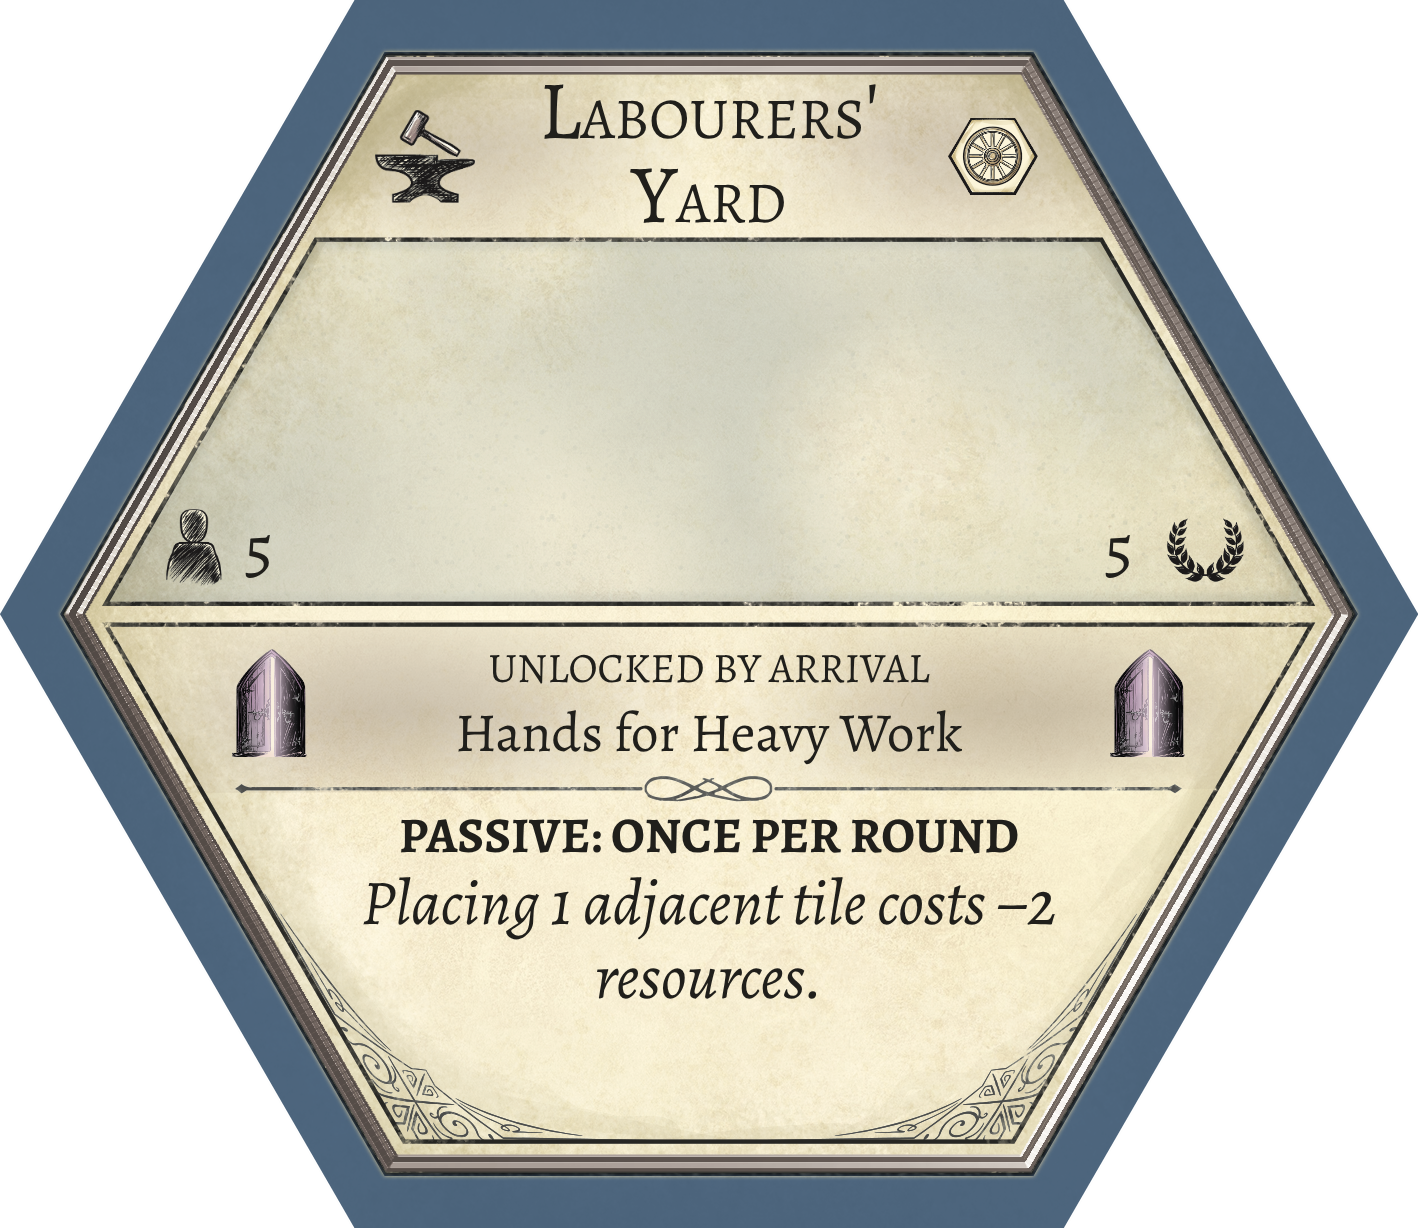 LABOURERS'
YARD
5
5
UNLOCKED BY ARRIVAL
Hands for Heavy Work
PASSIVE: ONCE PER ROUND
Placing 1 adjacent tile costs –2
resources.